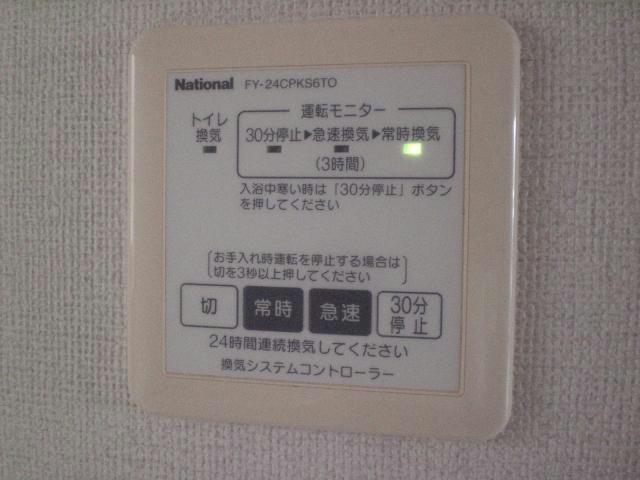 National FY-24CPKS6TO
運転モニター
トイレ
換気
30分停止▶急速換気▶常時換気
(3時間)
入浴中寒い時は「30分停止」ボタン
を押してください
お手入れ時運転を停止する場合は
切を3秒以上押してください
切 常時 急速 30分
停止
24時間連続換気してください
換気システムコントローラー